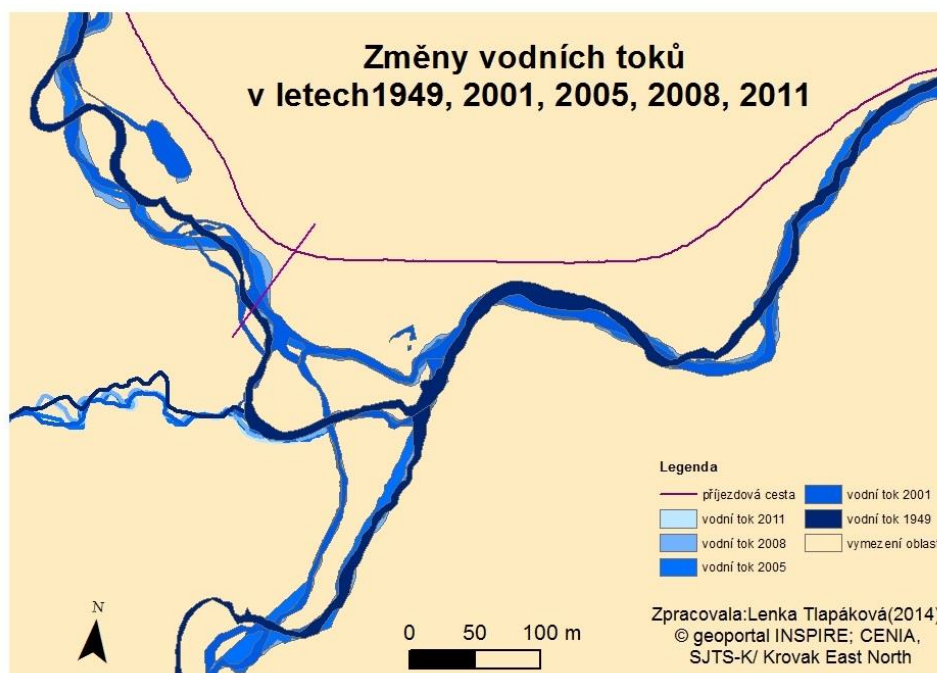 Změny vodních toků
v letech1949, 2001, 2005, 2008, 2011
Legenda
příjezdová cesta
vodní tok 2011
vodní tok 2008
vodní tok 2005
vodní tok 2001
vodní tok 1949
vymezení oblast
N
0 50 100 m
Zpracovala:Lenka Tlapáková(2014)
© geoportal INSPIRE; CENIA,
SJTS-K/ Krovak East North